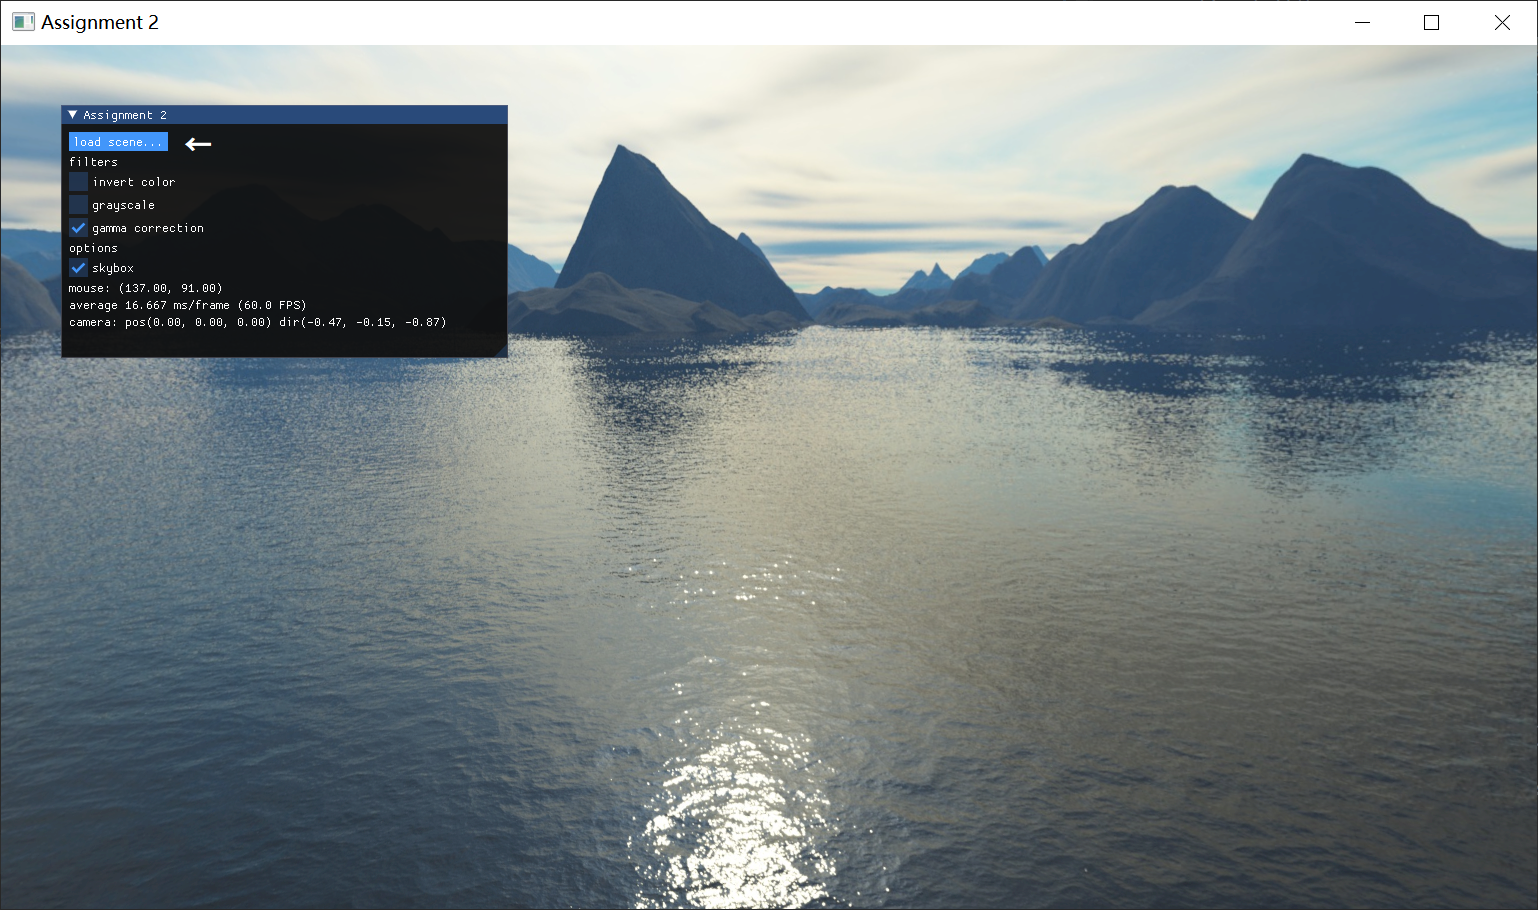 Assignment 2
Assignment 2
load scene...
filters
invert color
grayscale
gamma correction
options
skybox
mouse: (137.00, 91.00)
average 16.667 ms/frame (60.0 FPS)
camera: pos(0.00, 0.00, 0.00) dir(-0.47, -0.15, -0.87)